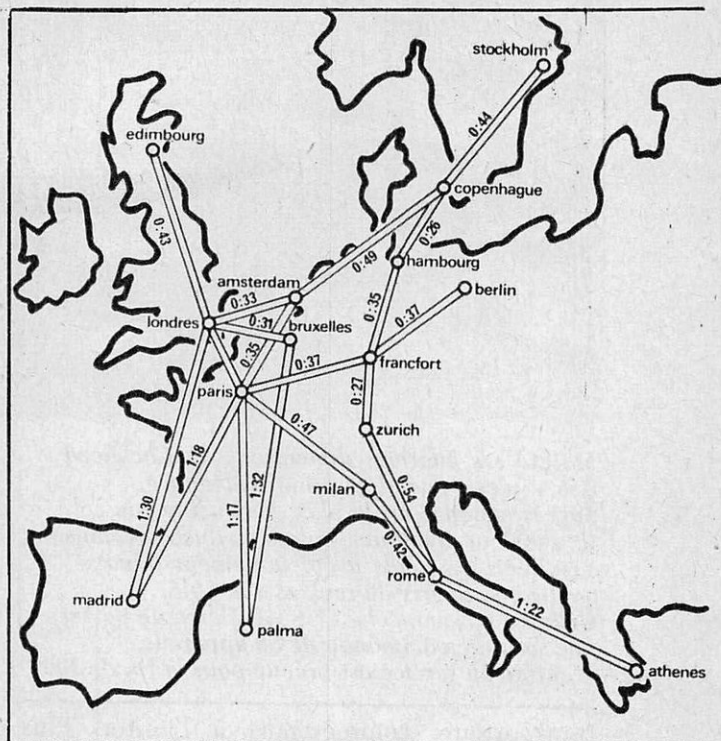 stockholm
edimbourg
0:44
copenhague
0:43
0:26
0:49
hambourg
amsterdam
berlin
0:33
londres
0:31
bruxelles
0:35
0:37
0:35
0:37
francfort
paris
0:27
0:47
zurich
1:18
1:30
1:17
1:32
milan
0:54
0:42
rome
madrid
1:22
palma
athenes